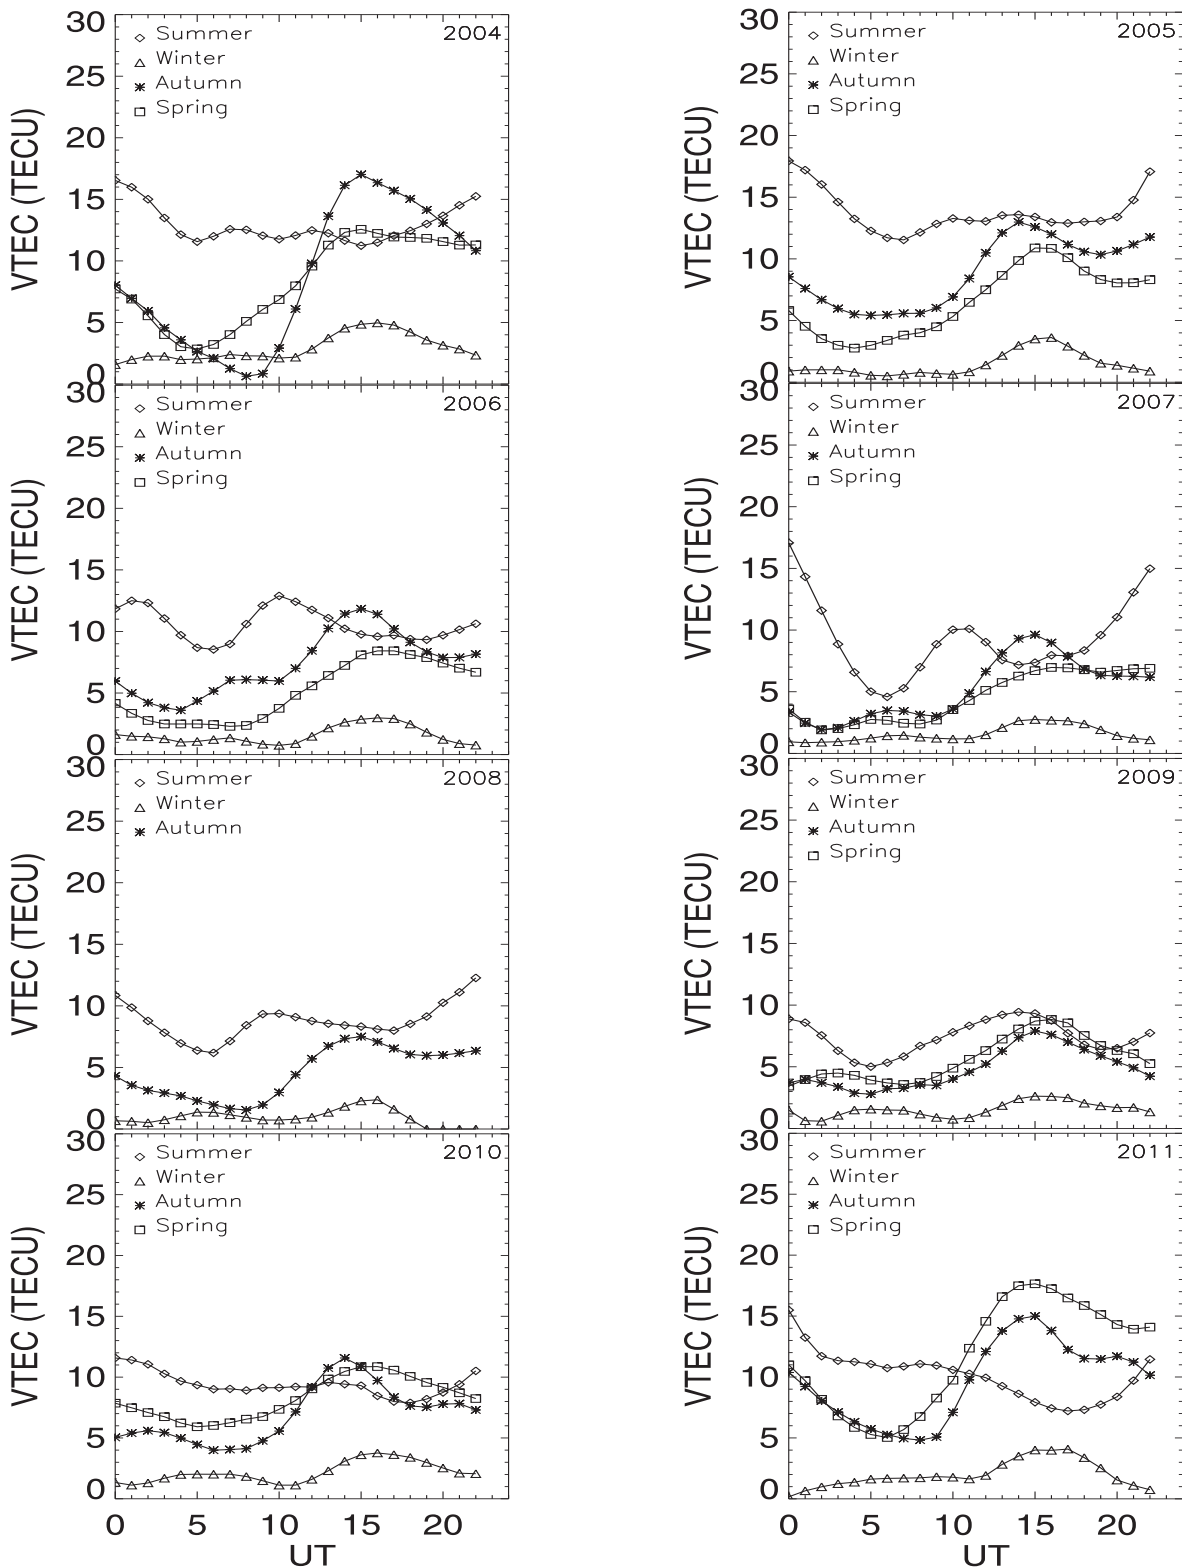 30
Summer 2004
Winter
25
Autumn
Spring
20
VTEC (TECU)
15
10
5
0
30
Summer 2005
Winter
25
Autumn
Spring
20
VTEC (TECU)
15
10
5
0
30
Summer 2006
Winter
25
Autumn
Spring
20
VTEC (TECU)
15
10
5
0
30
Summer 2007
Winter
25
Autumn
Spring
20
VTEC (TECU)
15
10
5
0
30
Summer 2008
Winter
25
Autumn
20
VTEC (TECU)
15
10
5
0
30
Summer 2009
Winter
25
Autumn
Spring
20
VTEC (TECU)
15
10
5
0
30
Summer 2010
Winter
25
Autumn
Spring
20
VTEC (TECU)
15
10
5
0
0 5 10 15 20
UT
30
Summer 2011
Winter
25
Autumn
Spring
20
VTEC (TECU)
15
10
5
0
0 5 10 15 20
UT